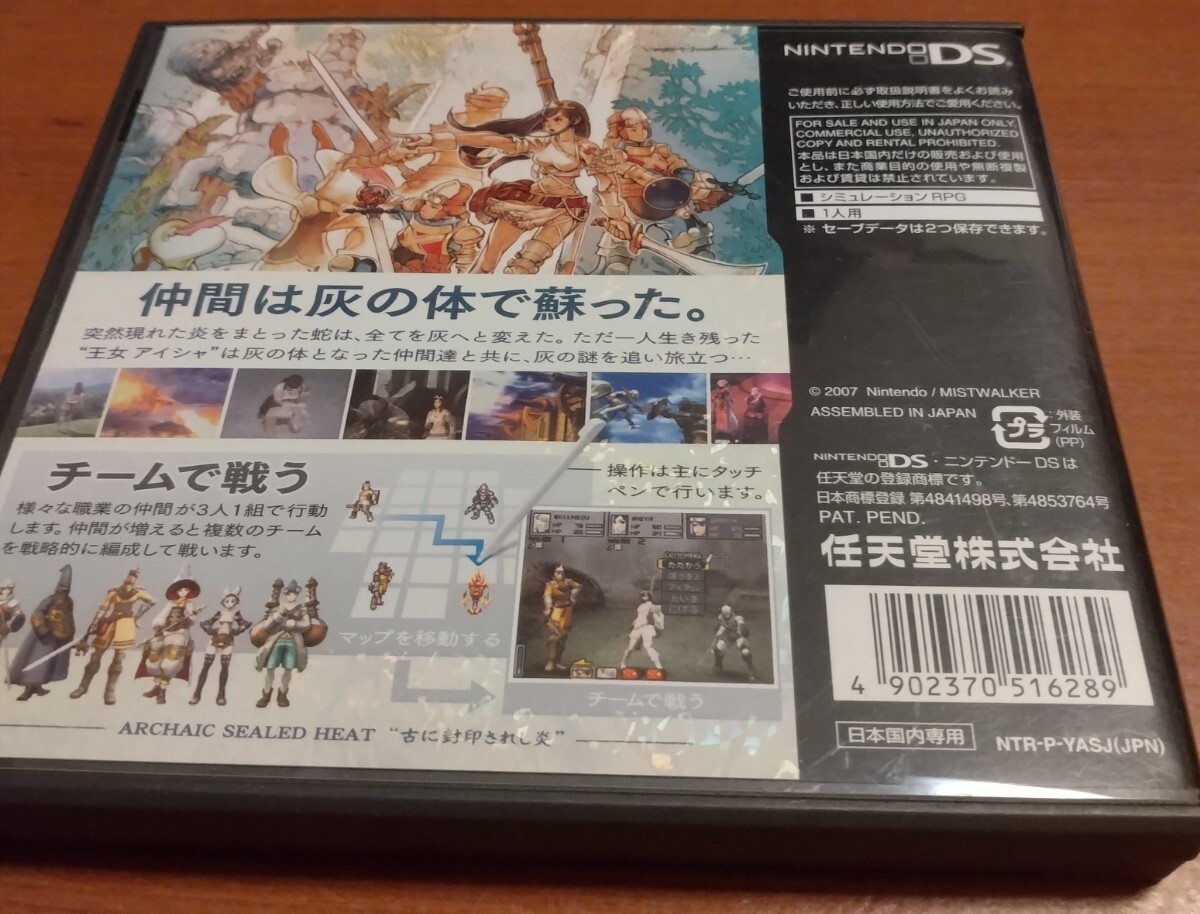 仲間は灰の体で蘇った。
突然現れた炎をまとった蛇は、全てを灰へと変えた。ただ一人生き残った
“王女 アイシャ”は灰の体となった仲間達と共に、灰の謎を追い旅立つ…
チームで戦う
様々な職業の仲間が3人1組で行動
します。仲間が増えると複数のチーム
を戦略的に編成して戦います。
マップを移動する
操作は主にタッチ
ペンで行います。
たたかう
アイテム
たいき
にげる
チームで戦う
ARCHAIC SEALED HEAT “古に封印されし炎”
NINTENDO DS
ご使用前に必ず取扱説明書をよくお読み
いただき、正しい使用方法でご愛用ください。
FOR SALE AND USE IN JAPAN ONLY.
COMMERCIAL USE, UNAUTHORIZED
COPY AND RENTAL PROHIBITED.
本品は日本国内だけの販売および使用
とし、また商業目的の使用や無断複製
および賃貸は禁止されています。
■ シミュレーション RPG
■ 1人用
※ セーブデータは2つ保存できます。
© 2007 Nintendo / MISTWALKER
ASSEMBLED IN JAPAN
プラ
: 外装
フィルム
(PP)
NINTENDO DS・ニンテンドー DS は
任天堂の登録商標です。
日本商標登録 第4841498号、第4853764号
PAT. PEND.
任天堂株式会社
4 902370 516289
日本国内専用
NTR-P-YASJ(JPN)